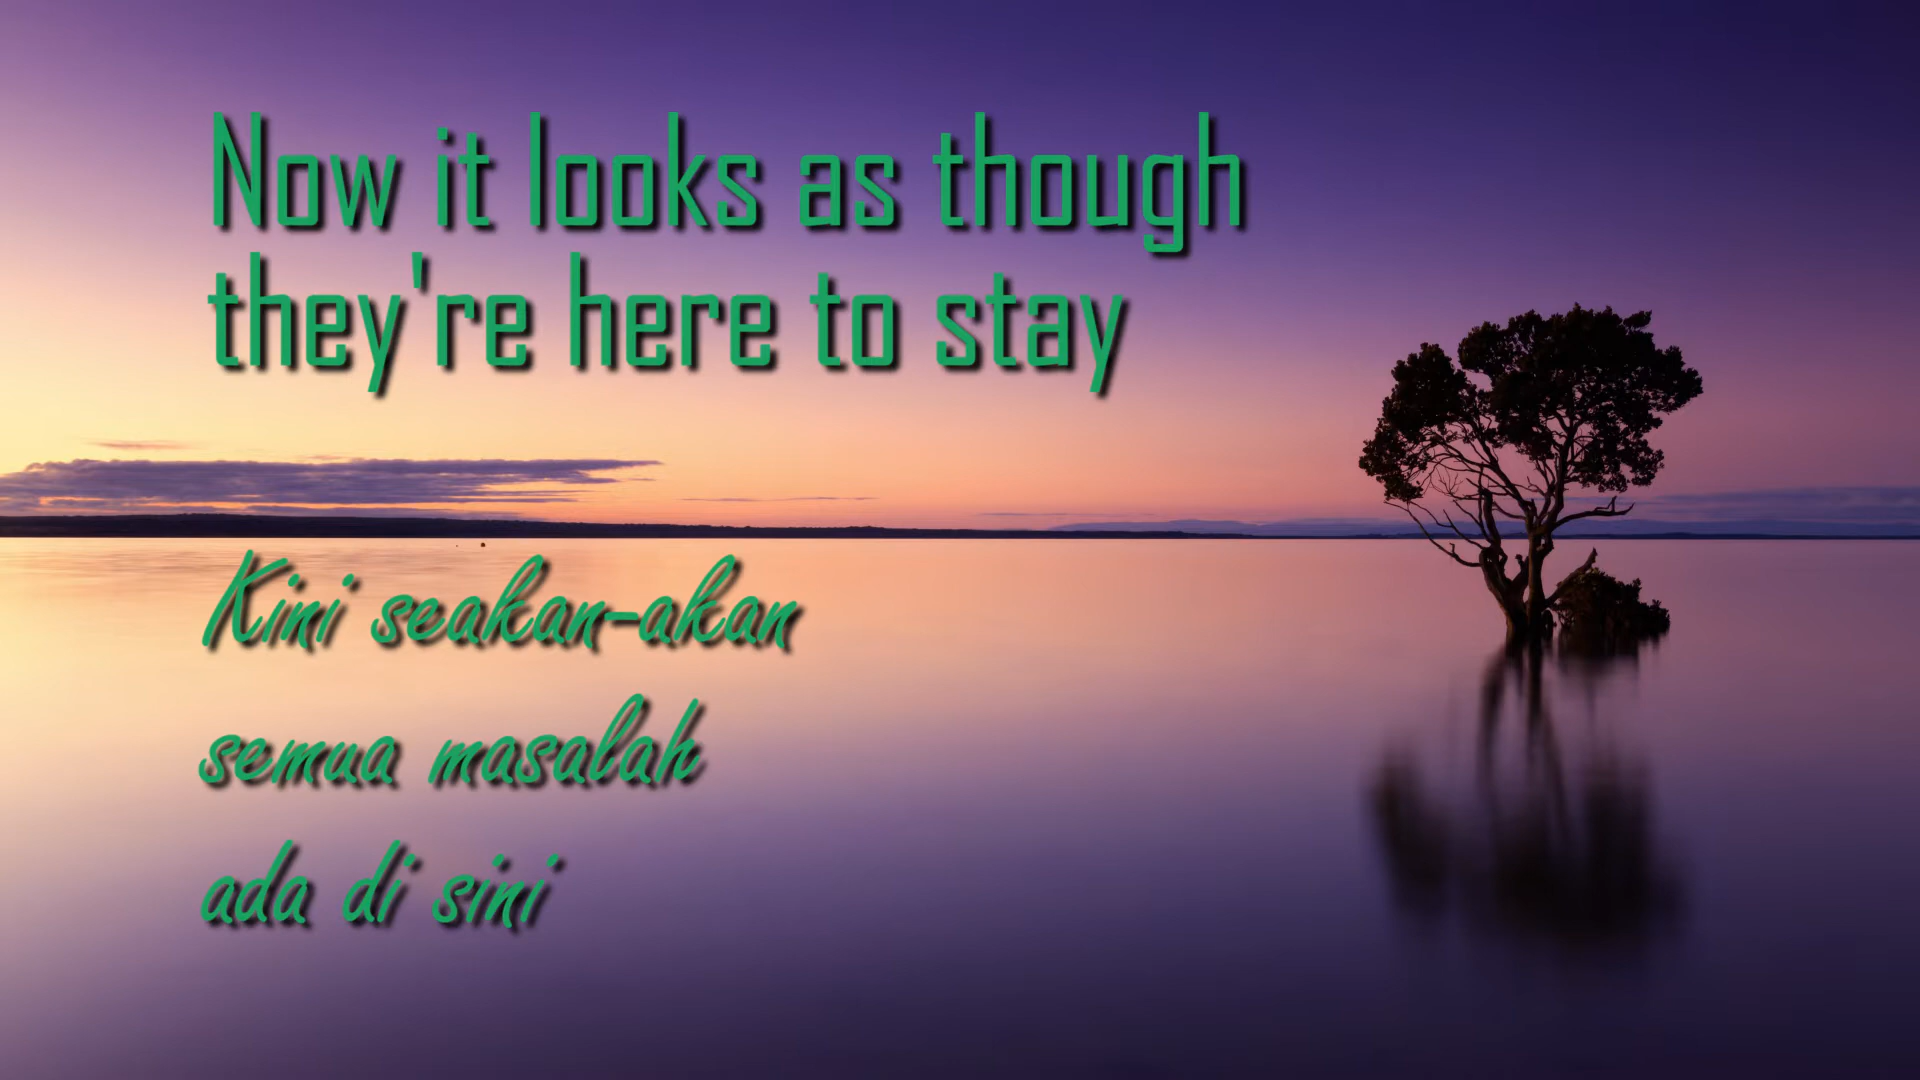 Now it looks as though
they're here to stay
Kini seakan-akan
semua masalah
ada di sini